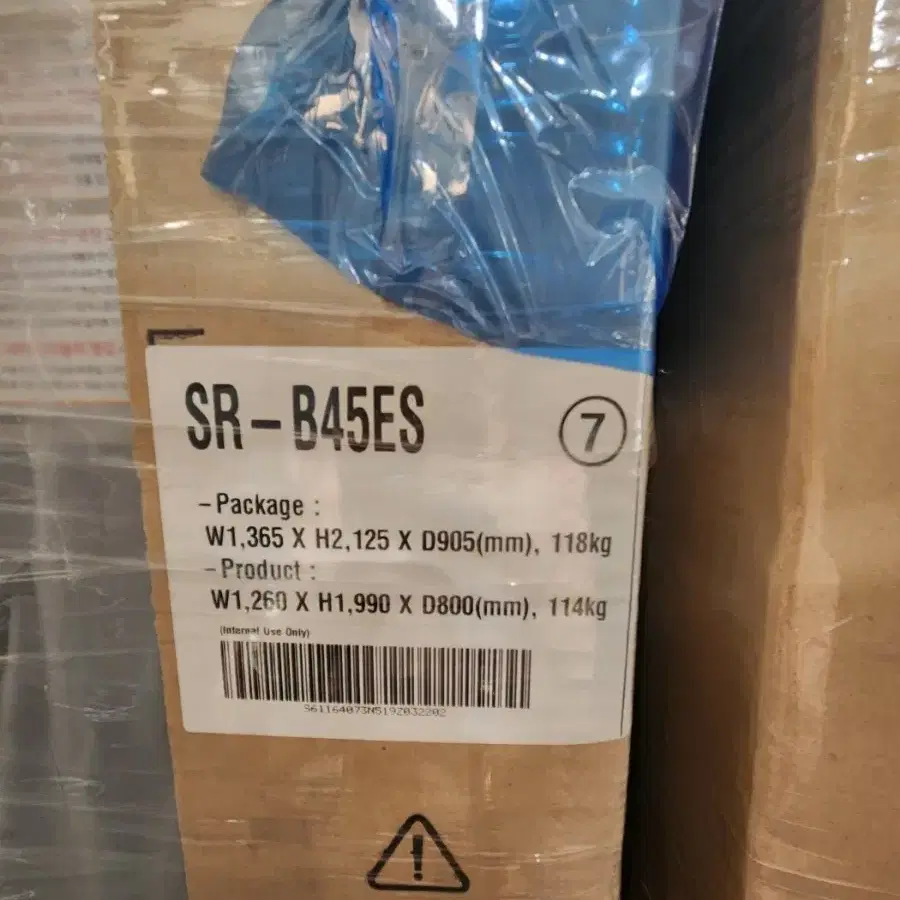 SR-B45ES
7
-Package :
W1,365 X H2,125 X D905(mm), 118kg
-Product :
W1,260 X H1,990 X D800(mm), 114kg
(Internal Use Only)
S61164073N519Z032202
!